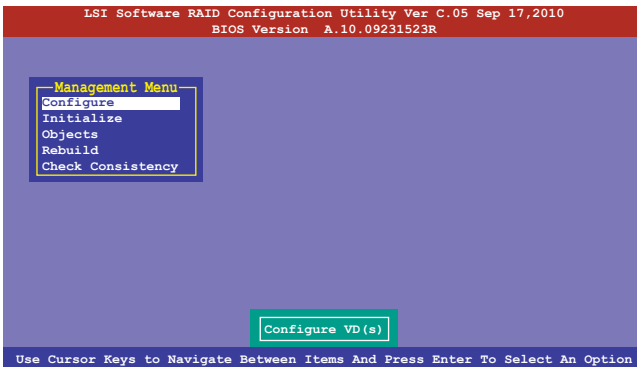 LSI Software RAID Configuration Utility Ver C.05 Sep 17,2010
BIOS Version A.10.09231523R
Management Menu
Configure
Initialize
Objects
Rebuild
Check Consistency
Configure VD(s)
Use Cursor Keys to Navigate Between Items And Press Enter To Select An Option